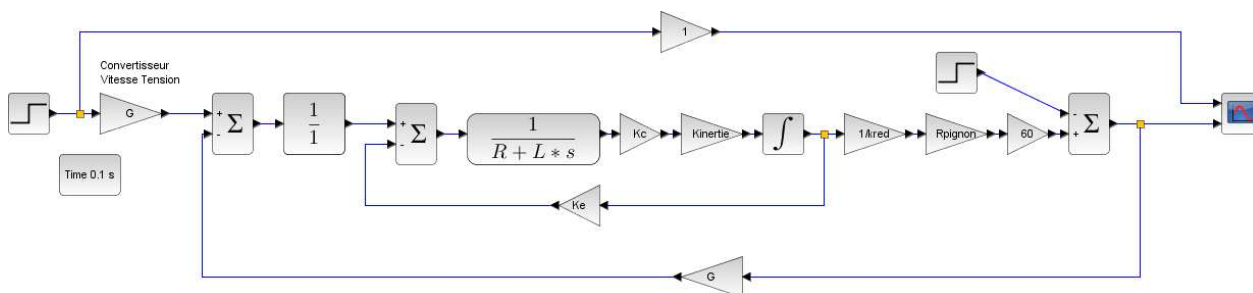 1
Convertisseur
Vitesse Tension
G
+
-
Σ
1
1
+
-
Σ
1
R + L * s
Kc
Kinertie
∫
1/kred
Rpignon
60
-
+
Σ
Time 0.1 s
Ke
G